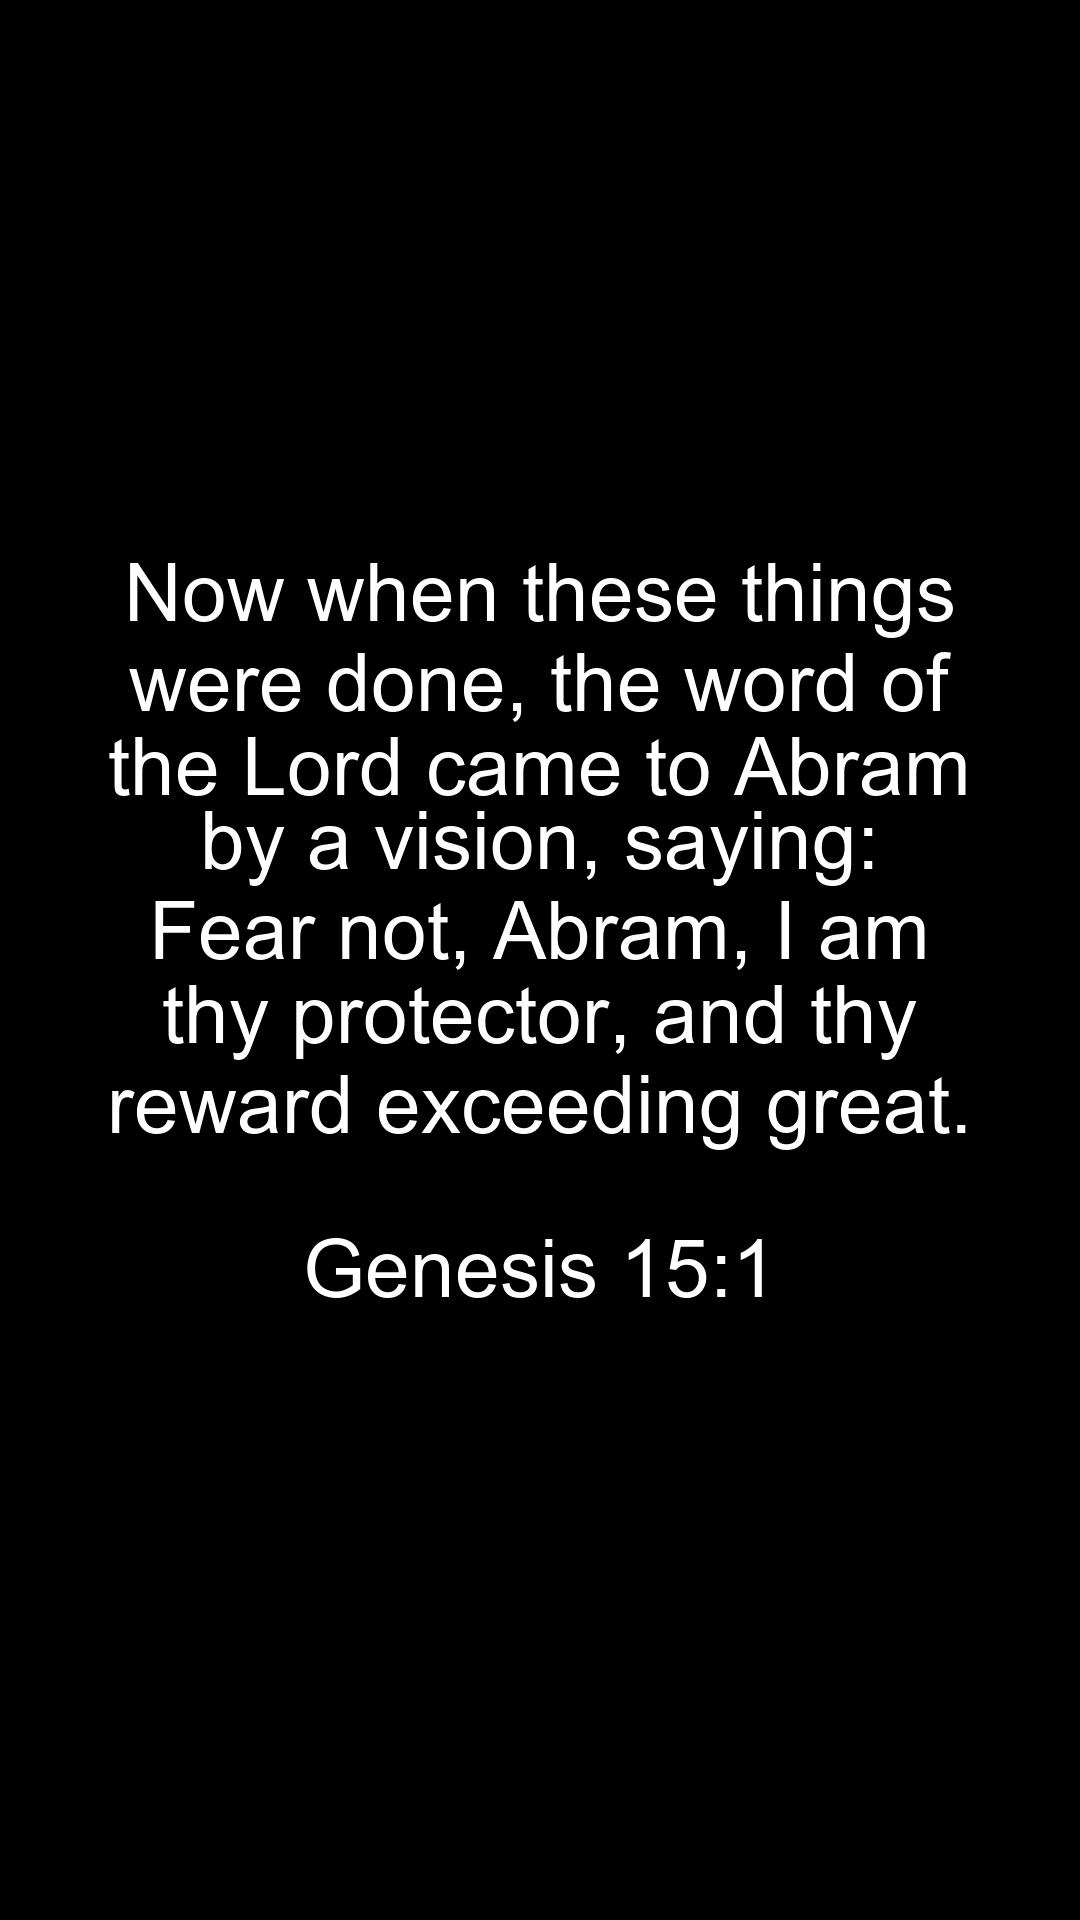 Now when these things
were done, the word of
the Lord came to Abram
by a vision, saying:
Fear not, Abram, I am
thy protector, and thy
reward exceeding great.
Genesis 15:1